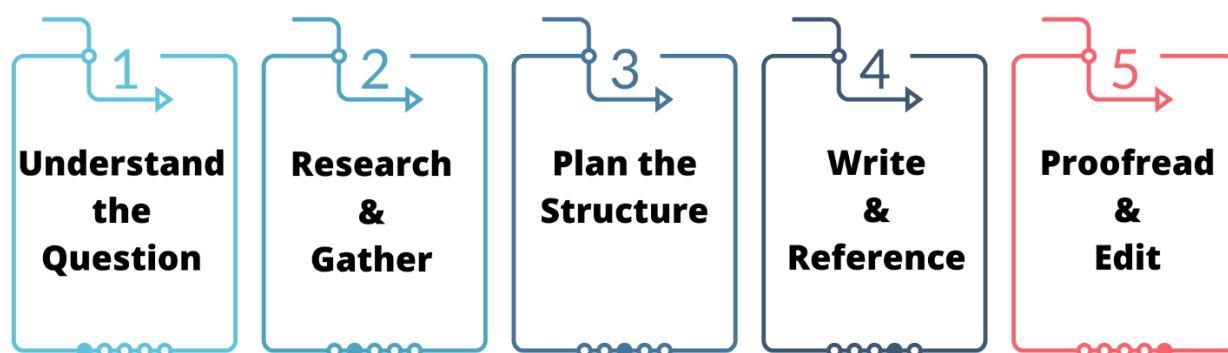 1
Understand
the
Question
2
Research
&
Gather
3
Plan the
Structure
4
Write
&
Reference
5
Proofread
&
Edit